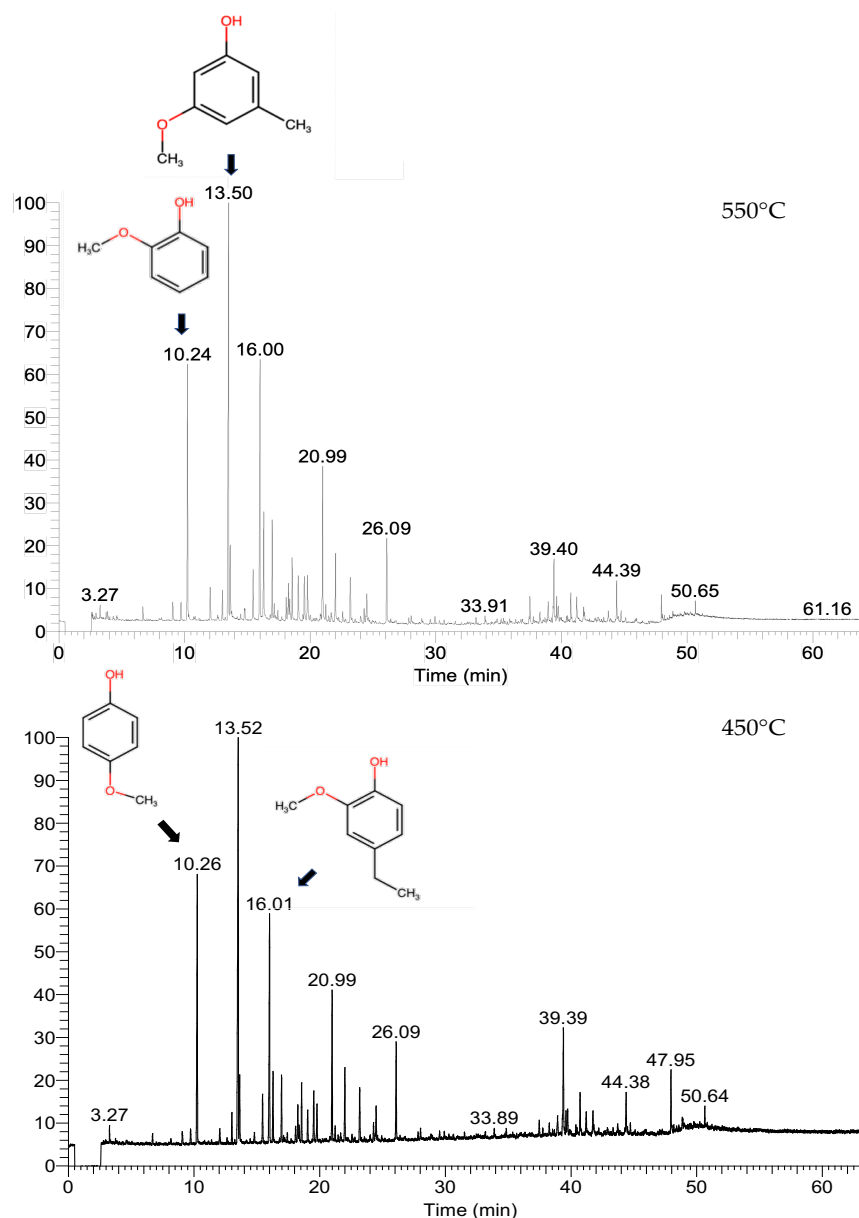 OH
O
CH₃
CH₃
13.50
550°C
100
OH
O
H₃C
90
80
70
10.24
16.00
60
50
40
20.99
30
26.09
20
39.40
44.39
10
3.27
33.91
50.65
61.16
0
0 10 20 30 40 50 60
Time (min)
OH
O
CH₃
13.52
450°C
100
OH
O
H₃C
CH₃
90
80
70
10.26
60
16.01
50
40
20.99
39.39
30
26.09
47.95
20
44.38
50.64
10
3.27
33.89
0
0 10 20 30 40 50 60
Time (min)